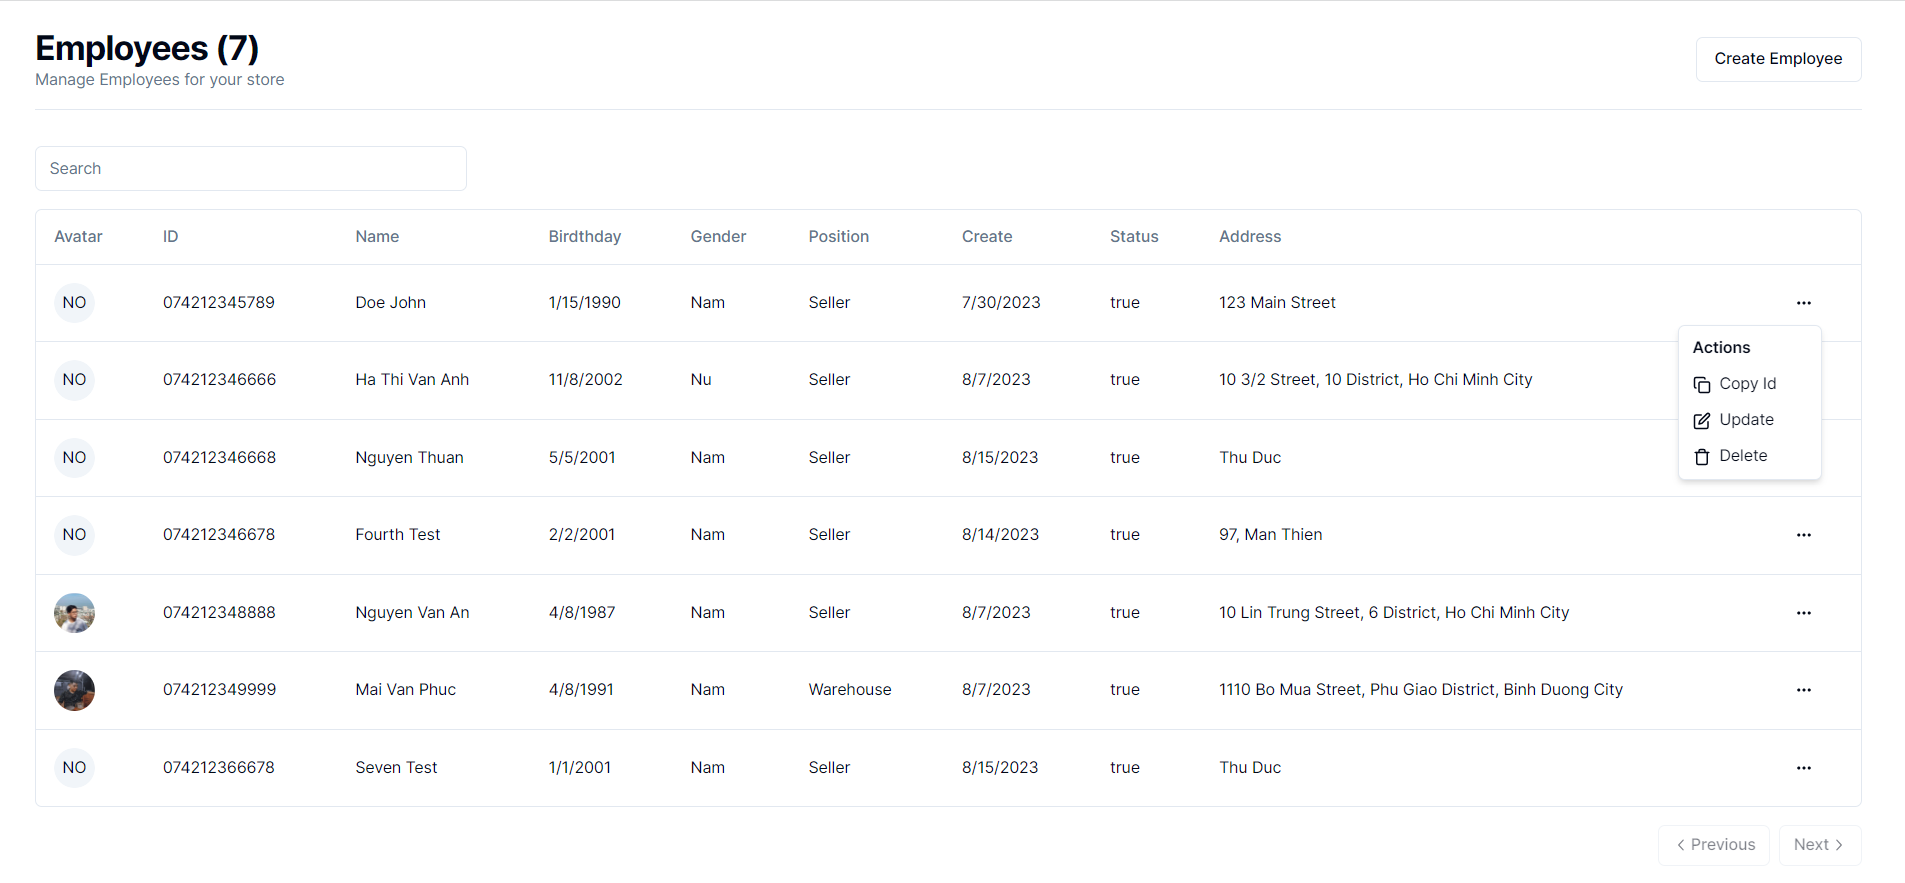 Employees (7)
Manage Employees for your store
Create Employee
Search
Avatar ID Name Birdthday Gender Position Create Status Address
NO 074212345789 Doe John 1/15/1990 Nam Seller 7/30/2023 true 123 Main Street
NO 074212346666 Ha Thi Van Anh 11/8/2002 Nu Seller 8/7/2023 true 10 3/2 Street, 10 District, Ho Chi Minh City
NO 074212346668 Nguyen Thuan 5/5/2001 Nam Seller 8/15/2023 true Thu Duc
Actions
Copy Id
Update
Delete
NO 074212346678 Fourth Test 2/2/2001 Nam Seller 8/14/2023 true 97, Man Thien
074212348888 Nguyen Van An 4/8/1987 Nam Seller 8/7/2023 true 10 Lin Trung Street, 6 District, Ho Chi Minh City
074212349999 Mai Van Phuc 4/8/1991 Nam Warehouse 8/7/2023 true 1110 Bo Mua Street, Phu Giao District, Binh Duong City
NO 074212366678 Seven Test 1/1/2001 Nam Seller 8/15/2023 true Thu Duc
Previous Next